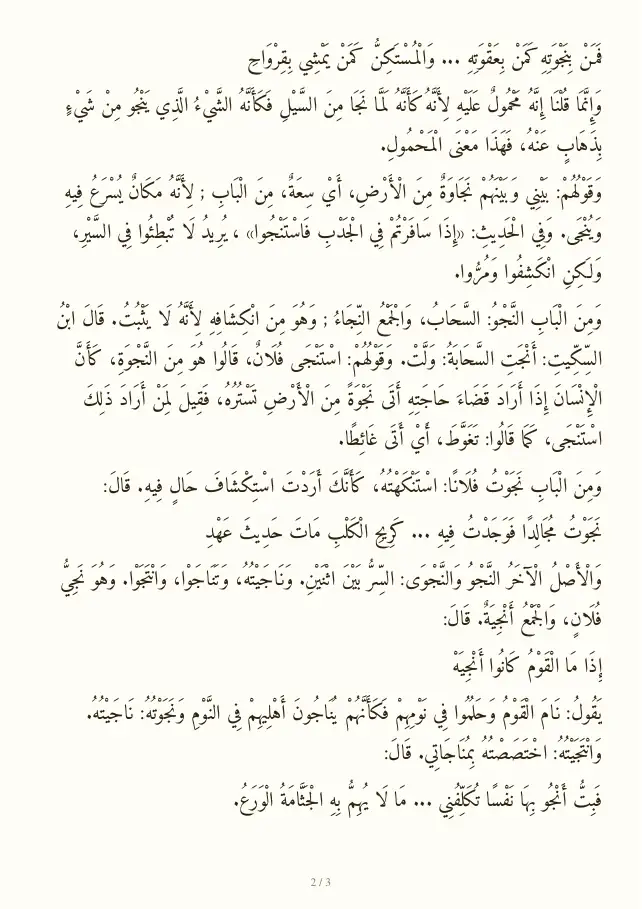 فَمَنْ بِنَجْوَتِهِ كَمَنْ بِعَقْوَتِهِ ... وَالْمُسْتَكِنُّ كَمَنْ يَمْشِي بِقِرْوَاحِ
وَإِنَّمَا قُلْنَا إِنَّهُ مَحْمُولٌ عَلَيْهِ لِأَنَّهُ كَأَنَّهُ لَمَّا نَجَا مِنَ السَّيْلِ فَكَأَنَّهُ الشَّيْءُ الَّذِي يَنْجُو مِنْ شَيْءٍ
بِذَهَابٍ عَنْهُ، فَهَذَا مَعْنَى الْمَحْمُولِ.
وَقَوْلُهُمْ: بَيْنِي وَبَيْنَهُمْ نَجَاوَةٌ مِنَ الْأَرْضِ، أَيْ سِعَةٌ، مِنَ الْبَابِ ; لِأَنَّهُ مَكَانٌ يُسْرَعُ فِيهِ
وَيُنْجَى. وَفِي الْحَدِيثِ: «إِذَا سَافَرْتُمْ فِي الْجَدْبِ فَاسْتَنْجُوا» ، يُرِيدُ لَا تُبْطِئُوا فِي السَّيْرِ،
وَلَكِنِ انْكَشِفُوا وَمُرُّوا.
وَمِنَ الْبَابِ النَّجْوُ: السَّحَابُ، وَالْجَمْعُ النِّجَاءُ ; وَهُوَ مِنَ انْكِشَافِهِ لِأَنَّهُ لَا يَثْبُتُ. قَالَ ابْنُ
السِّكِّيتِ: أَنْجَتِ السَّحَابَةُ: وَلَّتْ. وَقَوْلُهُمْ: اسْتَنْجَى فُلَانٌ، قَالُوا هُوَ مِنَ النَّجْوَةِ، كَأَنَّ
الْإِنْسَانَ إِذَا أَرَادَ قَضَاءَ حَاجَتِهِ أَتَى نَجْوَةً مِنَ الْأَرْضِ تَسْتُرُهُ، فَقِيلَ لِمَنْ أَرَادَ ذَلِكَ
اسْتَنْجَى، كَمَا قَالُوا: تَغَوَّطَ، أَيْ أَتَى غَائِطًا.
وَمِنَ الْبَابِ نَجَوْتُ فُلَانًا: اسْتَنْكَهْتُهُ، كَأَنَّكَ أَرَدْتَ اسْتِكْشَافَ حَالٍ فِيهِ. قَالَ:
نَجَوْتُ مُجَالِدًا فَوَجَدْتُ فِيهِ ... كَرِيحِ الْكَلْبِ مَاتَ حَدِيثَ عَهْدِ
وَالْأَصْلُ الْآخَرُ النَّجْوُ وَالنَّجْوَى: السِّرُّ بَيْنَ اثْنَيْنِ. وَنَاجَيْتُهُ، وَتَنَاجَوْا، وَانْتَجَوْا. وَهُوَ نَجِيُّ
فُلَانٍ، وَالْجَمْعُ أَنْجِيَةٌ. قَالَ:
إِذَا مَا الْقَوْمُ كَانُوا أَنْجِيَهْ
يَقُولُ: نَامَ الْقَوْمُ وَحَلُمُوا فِي نَوْمِهِمْ فَكَأَنَّهُمْ يُنَاجُونَ أَهْلِيهِمْ فِي النَّوْمِ وَنَجَوْتُهُ: نَاجَيْتُهُ.
وَانْتَجَيْتُهُ: اخْتَصَصْتُهُ بِمُنَاجَاتِي. قَالَ:
فَبِتُّ أَنْجُو بِهَا نَفْسًا تُكَلِّفُنِي ... مَا لَا يُهِمُّ بِهِ الْجَثَّامَةُ الْوَرَعُ.
2 / 3